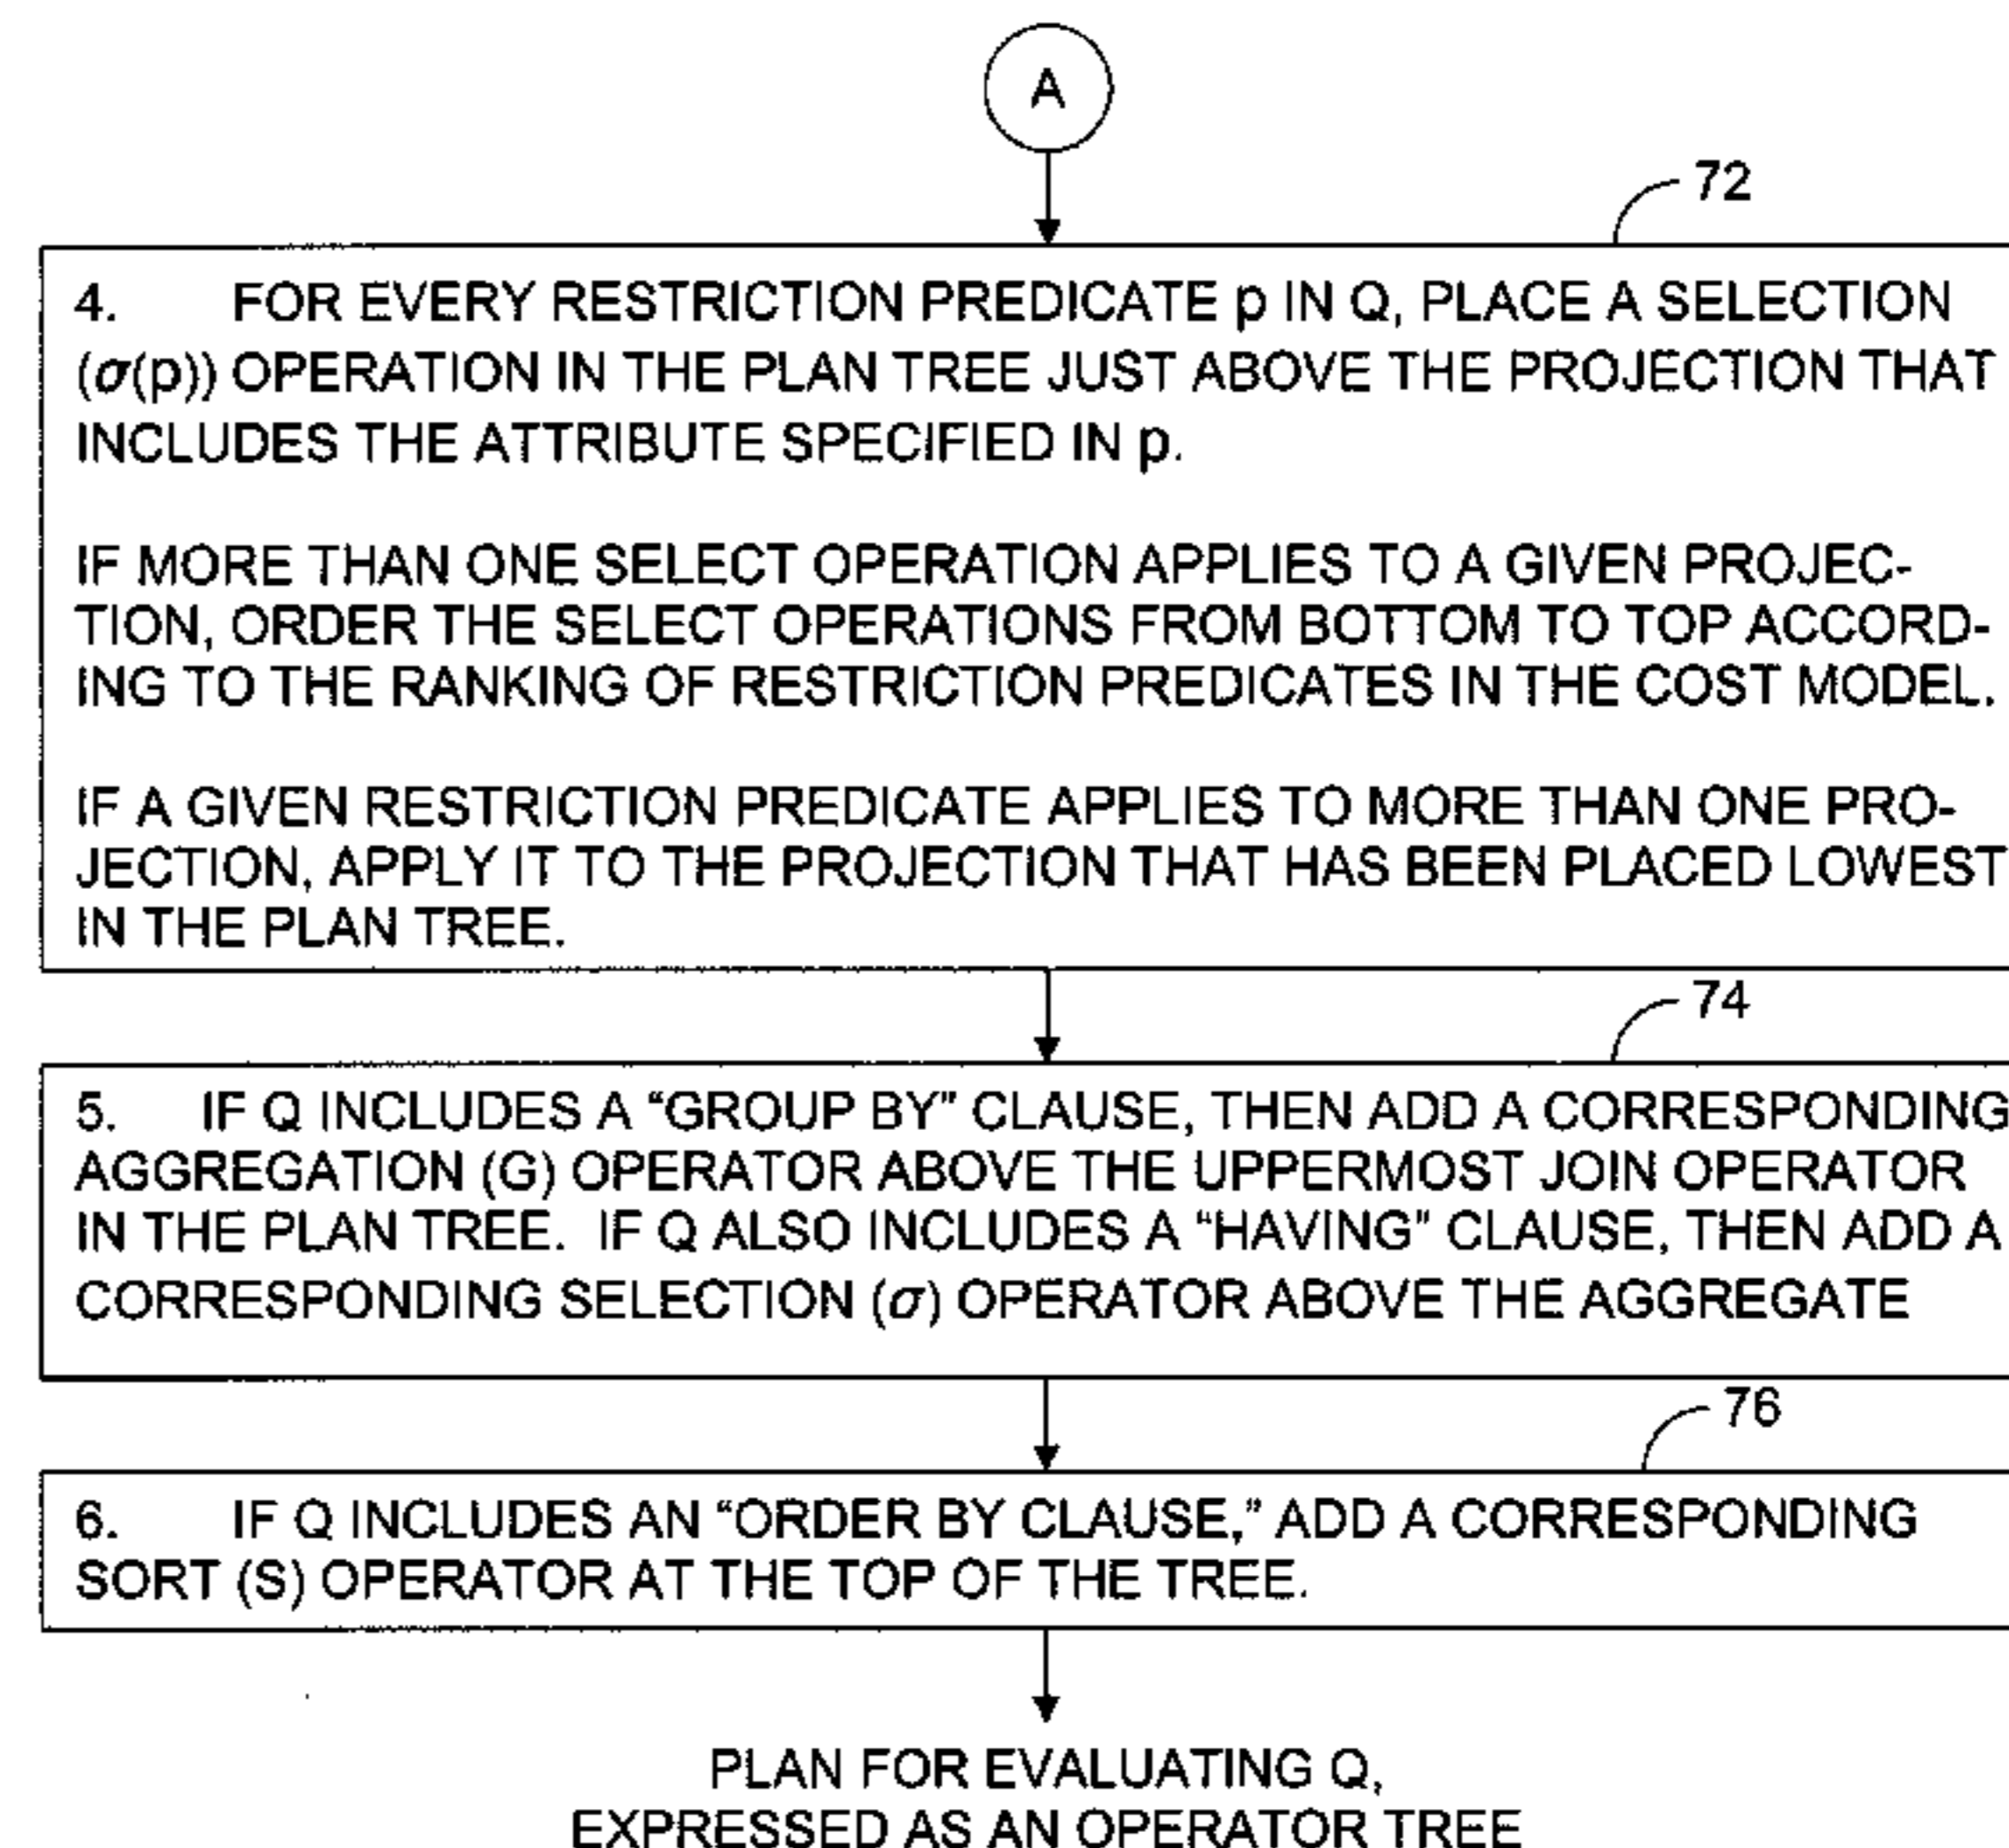 A
72
4. FOR EVERY RESTRICTION PREDICATE p IN Q, PLACE A SELECTION
(σ(p)) OPERATION IN THE PLAN TREE JUST ABOVE THE PROJECTION THAT
INCLUDES THE ATTRIBUTE SPECIFIED IN p.
IF MORE THAN ONE SELECT OPERATION APPLIES TO A GIVEN PROJEC-
TION, ORDER THE SELECT OPERATIONS FROM BOTTOM TO TOP ACCORD-
ING TO THE RANKING OF RESTRICTION PREDICATES IN THE COST MODEL.
IF A GIVEN RESTRICTION PREDICATE APPLIES TO MORE THAN ONE PRO-
JECTION, APPLY IT TO THE PROJECTION THAT HAS BEEN PLACED LOWEST
IN THE PLAN TREE.
74
5. IF Q INCLUDES A “GROUP BY” CLAUSE, THEN ADD A CORRESPONDING
AGGREGATION (G) OPERATOR ABOVE THE UPPERMOST JOIN OPERATOR
IN THE PLAN TREE. IF Q ALSO INCLUDES A “HAVING” CLAUSE, THEN ADD A
CORRESPONDING SELECTION (σ) OPERATOR ABOVE THE AGGREGATE
76
6. IF Q INCLUDES AN “ORDER BY CLAUSE,” ADD A CORRESPONDING
SORT (S) OPERATOR AT THE TOP OF THE TREE.
PLAN FOR EVALUATING Q,
EXPRESSED AS AN OPERATOR TREE